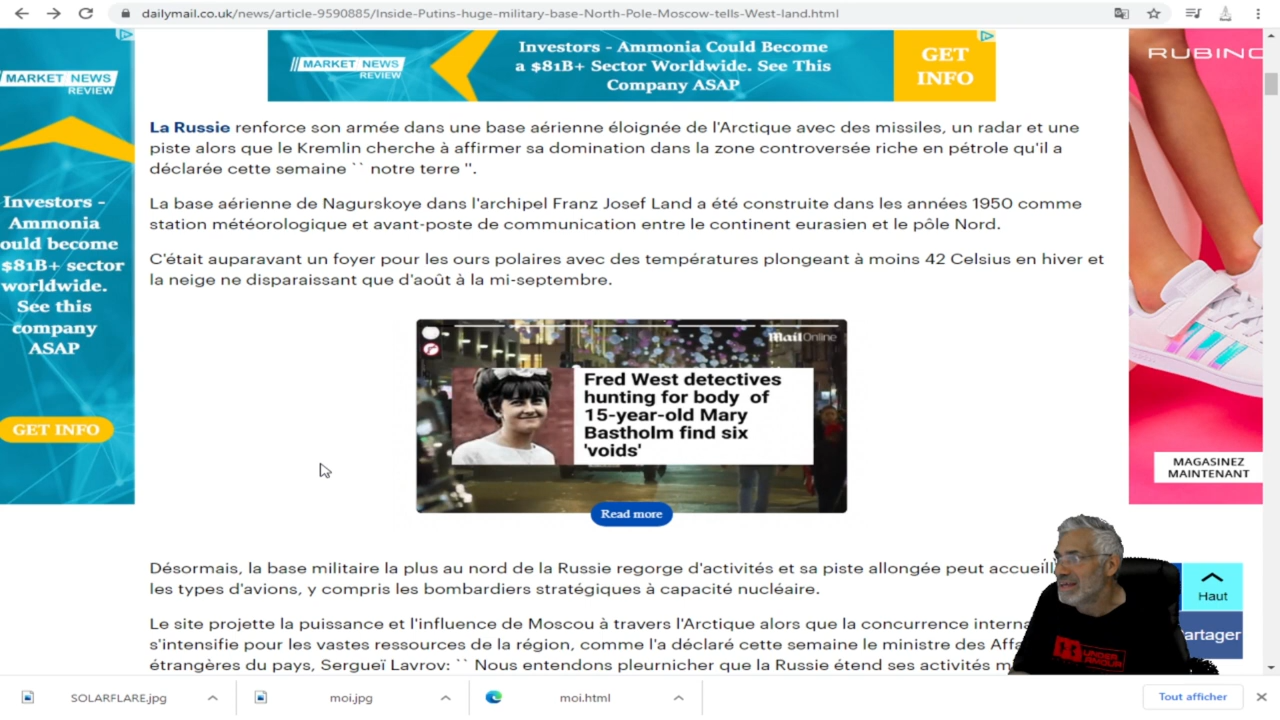 dailymail.co.uk/news/article-9590885/Inside-Putins-huge-military-base-North-Pole-Moscow-tells-West-land.html
MARKET NEWS
REVIEW
Investors -
Ammonia
ould become
$81B+ sector
worldwide.
See this
company
ASAP
GET INFO
MARKET NEWS
REVIEW
Investors - Ammonia Could Become
a $81B+ Sector Worldwide. See This
Company ASAP
GET
INFO
RUBINO
La Russie renforce son armée dans une base aérienne éloignée de l'Arctique avec des missiles, un radar et une
piste alors que le Kremlin cherche à affirmer sa domination dans la zone controversée riche en pétrole qu'il a
déclarée cette semaine `` notre terre ''.
La base aérienne de Nagurskoye dans l'archipel Franz Josef Land a été construite dans les années 1950 comme
station météorologique et avant-poste de communication entre le continent eurasien et le pôle Nord.
C'était auparavant un foyer pour les ours polaires avec des températures plongeant à moins 42 Celsius en hiver et
la neige ne disparaissant que d'août à la mi-septembre.
MailOnline
Fred West detectives
hunting for body of
15-year-old Mary
Bastholm find six
'voids'
Read more
MAGASINEZ
MAINTENANT
Désormais, la base militaire la plus au nord de la Russie regorge d'activités et sa piste allongée peut accueill
les types d'avions, y compris les bombardiers stratégiques à capacité nucléaire.
Le site projette la puissance et l'influence de Moscou à travers l'Arctique alors que la concurrence interna
s'intensifie pour les vastes ressources de la région, comme l'a déclaré cette semaine le ministre des Affa
étrangères du pays, Sergueï Lavrov: `` Nous entendons pleurnicher que la Russie étend ses activités m
Haut
artager
UNDER
ARMOUR
SOLARFLARE.jpg
moi.jpg
moi.html
Tout afficher